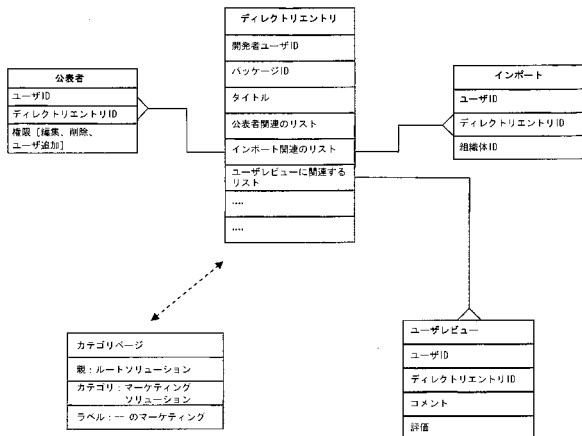 ディレクトリエントリ
開発者ユーザID
パッケージID
タイトル
公表者関連のリスト
インポート関連のリスト
ユーザレビューに関連する
リスト
....
....
公表者
ユーザID
ディレクトリエントリID
権限［編集、削除、
ユーザ追加］
インポート
ユーザID
ディレクトリエントリID
組織体ID
カテゴリページ
親：ルートソリューション
カテゴリ：マーケティング
ソリューション
ラベル：-- のマーケティング
ユーザレビュー
ユーザID
ディレクトリエントリID
コメント
評価